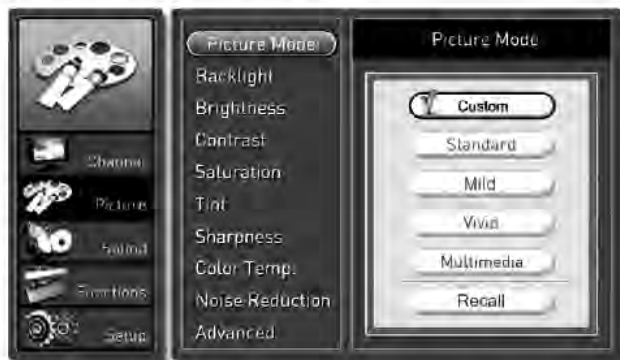 Channel
Picture
Sound
Functions
Setup
Picture Mode
Backlight
Brightness
Contrast
Saturation
Tint
Sharpness
Color Temp.
Noise Reduction
Advanced
Picture Mode
Custom
Standard
Mild
Vivid
Multimedia
Recall